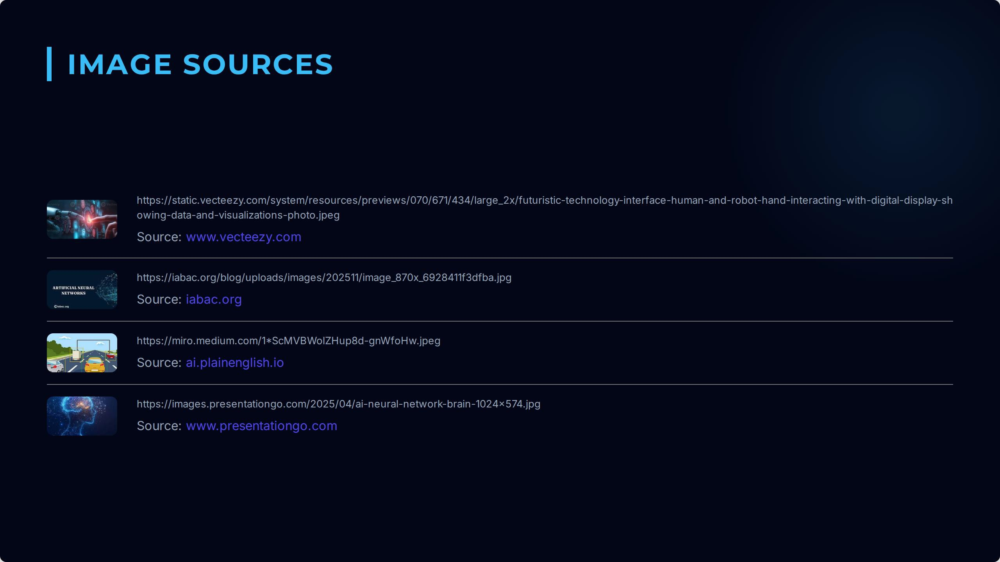 IMAGE SOURCES
https://static.vecteezy.com/system/resources/previews/070/671/434/large_2x/futuristic-technology-interface-human-and-robot-hand-interacting-with-digital-display-sh
owing-data-and-visualizations-photo.jpeg
Source: www.vecteezy.com
ARTIFICIAL NEURAL
NETWORKS
©iabac.org
https://iabac.org/blog/uploads/images/202511/image_870x_6928411f3dfba.jpg
Source: iabac.org
https://miro.medium.com/1*ScMVBWolZHup8d-gnWfoHw.jpeg
Source: ai.plainenglish.io
https://images.presentationgo.com/2025/04/ai-neural-network-brain-1024×574.jpg
Source: www.presentationgo.com